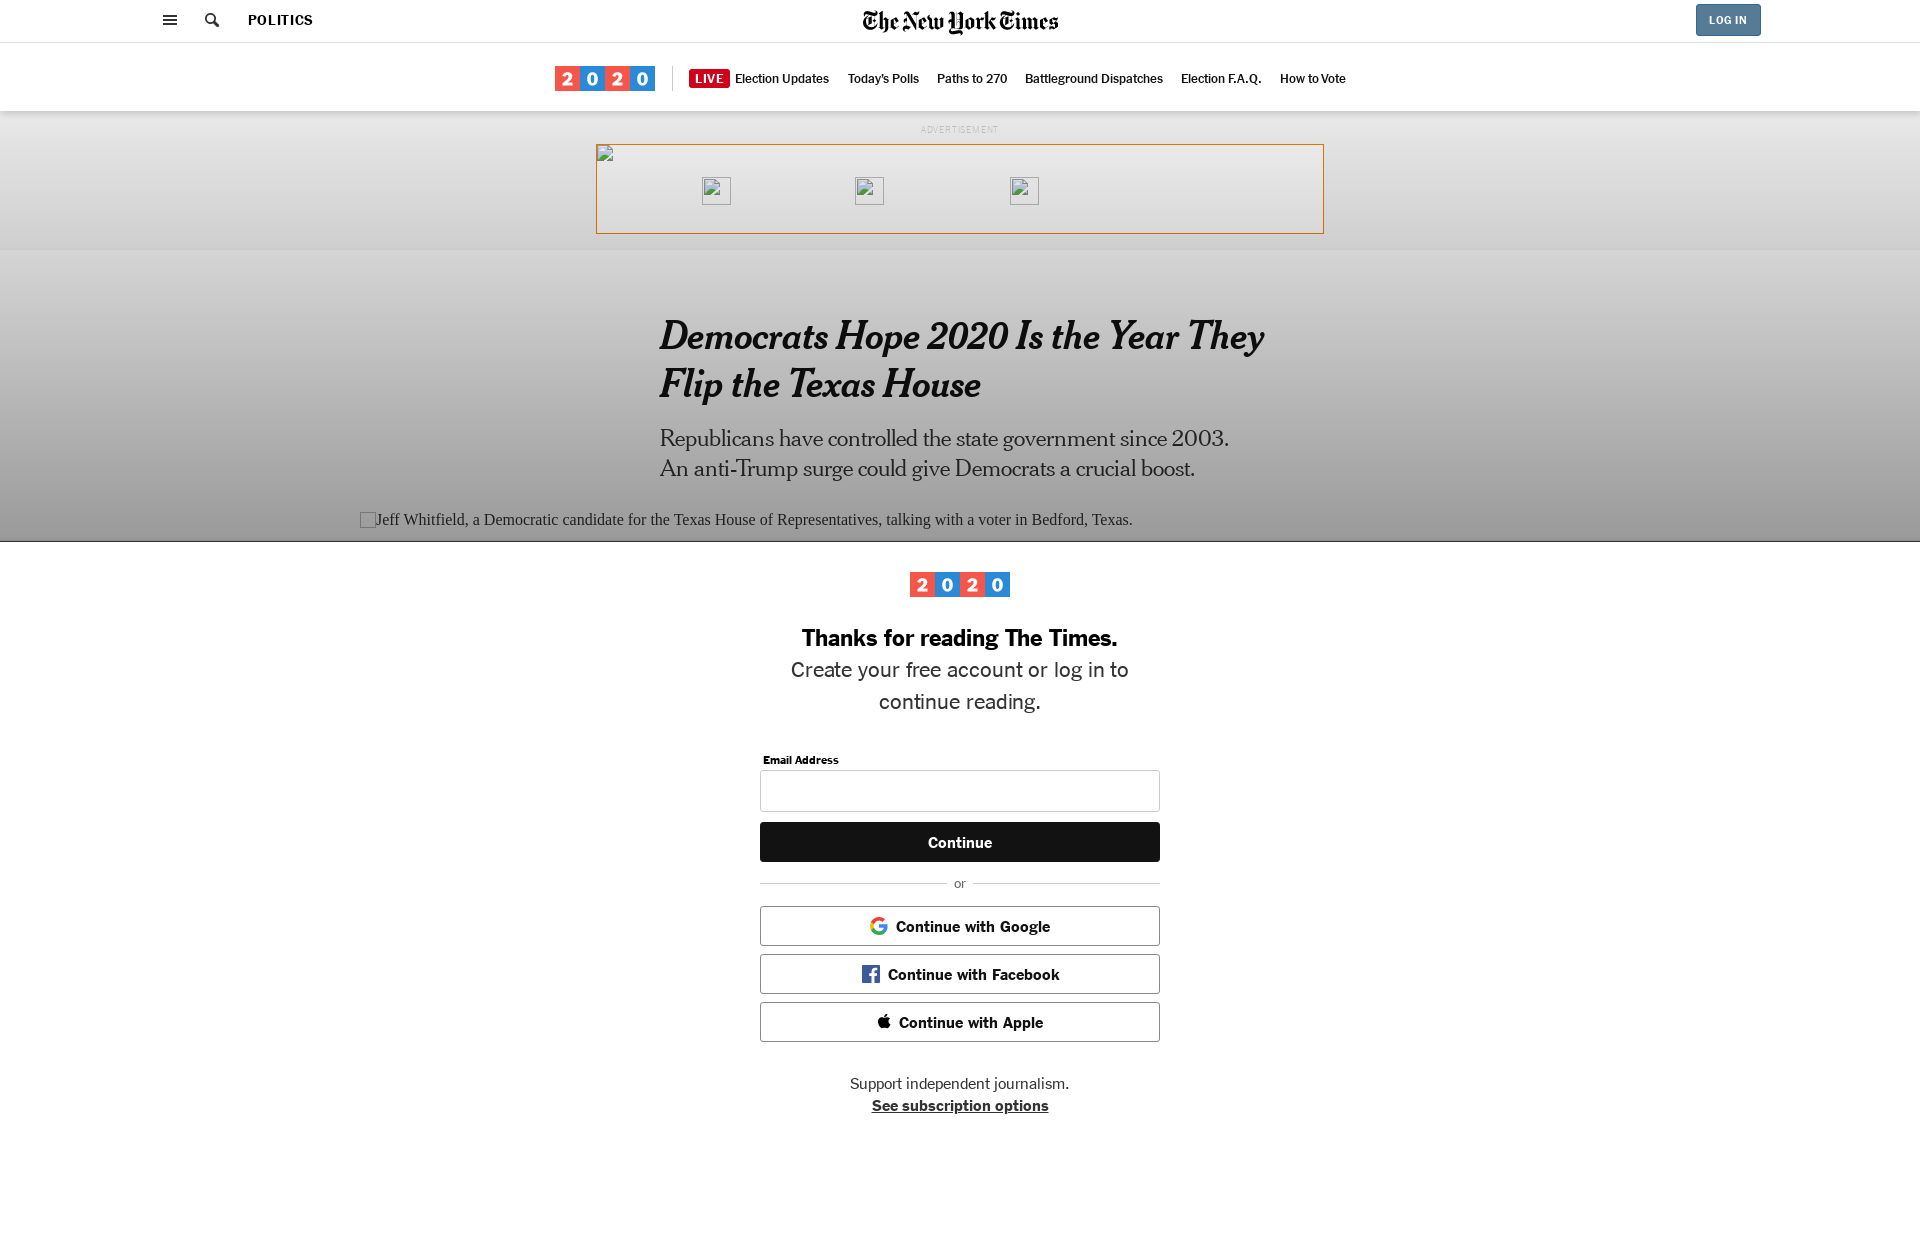 POLITICS
The New York Times
LOG IN
2020
LIVE Election Updates
Today's Polls
Paths to 270
Battleground Dispatches
Election F.A.Q.
How to Vote
ADVERTISEMENT
Democrats Hope 2020 Is the Year They
Flip the Texas House
Republicans have controlled the state government since 2003.
An anti-Trump surge could give Democrats a crucial boost.
Jeff Whitfield, a Democratic candidate for the Texas House of Representatives, talking with a voter in Bedford, Texas.
2020
Thanks for reading The Times.
Create your free account or log in to
continue reading.
Email Address
Continue
or
Continue with Google
Continue with Facebook
Continue with Apple
Support independent journalism.
See subscription options